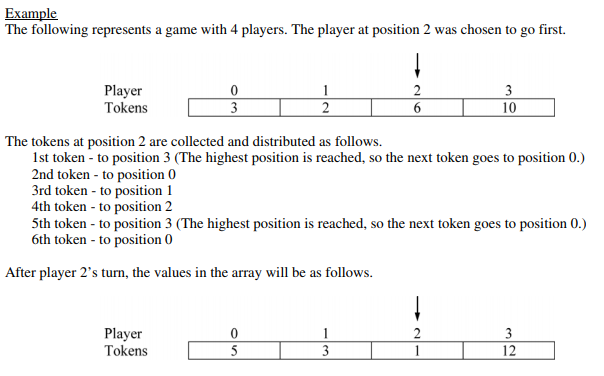 Example
The following represents a game with 4 players. The player at position 2 was chosen to go first.
Player 0 1 2 3
Tokens 3 2 6 10
The tokens at position 2 are collected and distributed as follows.
1st token - to position 3 (The highest position is reached, so the next token goes to position 0.)
2nd token - to position 0
3rd token - to position 1
4th token - to position 2
5th token - to position 3 (The highest position is reached, so the next token goes to position 0.)
6th token - to position 0
After player 2's turn, the values in the array will be as follows.
Player 0 1 2 3
Tokens 5 3 1 12